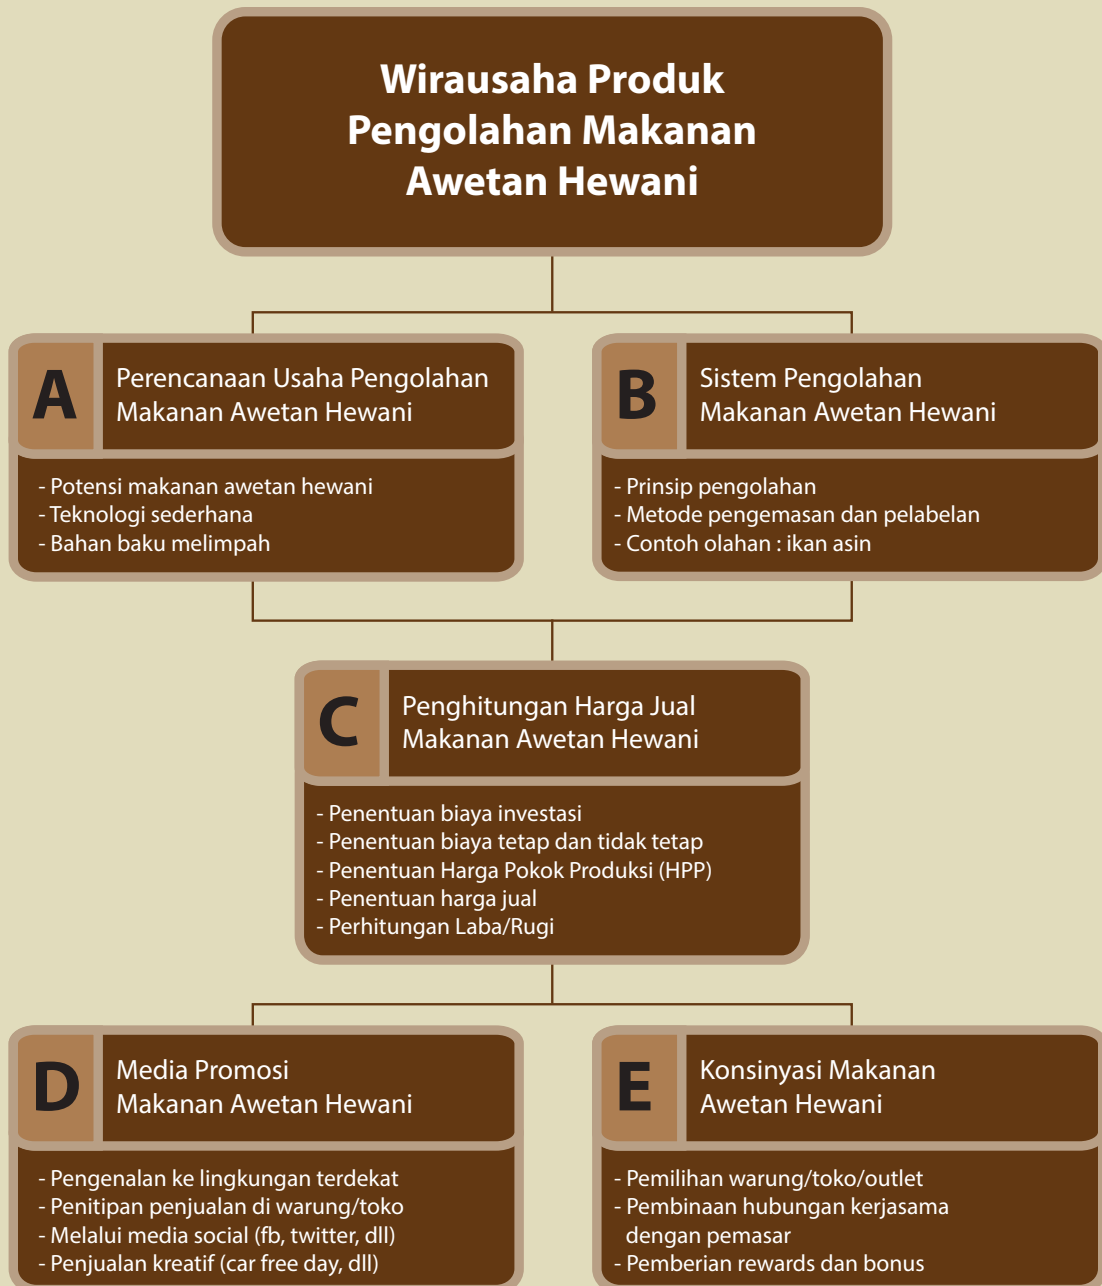 Wirausaha Produk
Pengolahan Makanan
Awetan Hewani
A
Perencanaan Usaha Pengolahan
Makanan Awetan Hewani
- Potensi makanan awetan hewani
- Teknologi sederhana
- Bahan baku melimpah
B
Sistem Pengolahan
Makanan Awetan Hewani
- Prinsip pengolahan
- Metode pengemasan dan pelabelan
- Contoh olahan : ikan asin
C
Penghitungan Harga Jual
Makanan Awetan Hewani
- Penentuan biaya investasi
- Penentuan biaya tetap dan tidak tetap
- Penentuan Harga Pokok Produksi (HPP)
- Penentuan harga jual
- Perhitungan Laba/Rugi
D
Media Promosi
Makanan Awetan Hewani
- Pengenalan ke lingkungan terdekat
- Penitipan penjualan di warung/toko
- Melalui media social (fb, twitter, dll)
- Penjualan kreatif (car free day, dll)
E
Konsinyasi Makanan
Awetan Hewani
- Pemilihan warung/toko/outlet
- Pembinaan hubungan kerjasama
dengan pemasar
- Pemberian rewards dan bonus